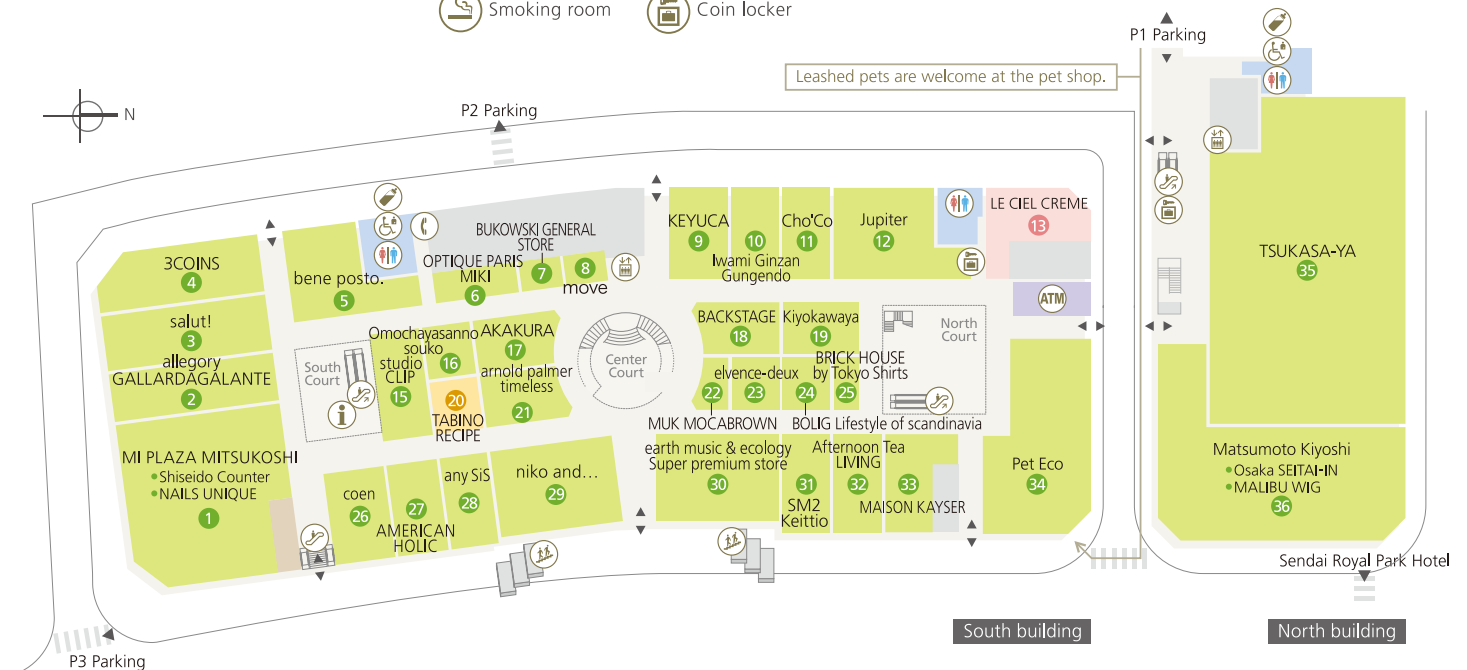 Smoking room
Coin locker
P1 Parking
Leashed pets are welcome at the pet shop.
N
P2 Parking
3COINS
4
salut!
3
allegory
GALLARDAGALANTE
2
MI PLAZA MITSUKOSHI
Shiseido Counter
NAILS UNIQUE
1
bene posto.
5
OPTIQUE PARIS
MIKI
6
BUKOWSKI GENERAL
STORE
7
8
move
KEYUCA
9
10
Iwami Ginzan
Gungendo
Cho'Co
11
Jupiter
12
LE CIEL CREME
13
ATM
South
Court
i
Omochayasanno
souko
16
studio
CLIP
15
AKAKURA
17
20
TABINO
RECIPE
arnold palmer
timeless
21
Center
Court
BACKSTAGE
18
Kiyokawaya
19
North
Court
22
MUK MOCABROWN
elvence-deux
23
24
BOLIG Lifestyle of scandinavia
BRICK HOUSE
by Tokyo Shirts
25
coen
26
27
AMERICAN
HOLIC
any SiS
28
niko and...
29
earth music & ecology
Super premium store
30
31
SM2
Keittio
Afternoon Tea
LIVING
32
33
MAISON KAYSER
Pet Eco
34
TSUKASA-YA
35
Matsumoto Kiyoshi
Osaka SEITAI-IN
MALIBU WIG
36
Sendai Royal Park Hotel
South building
North building
P3 Parking